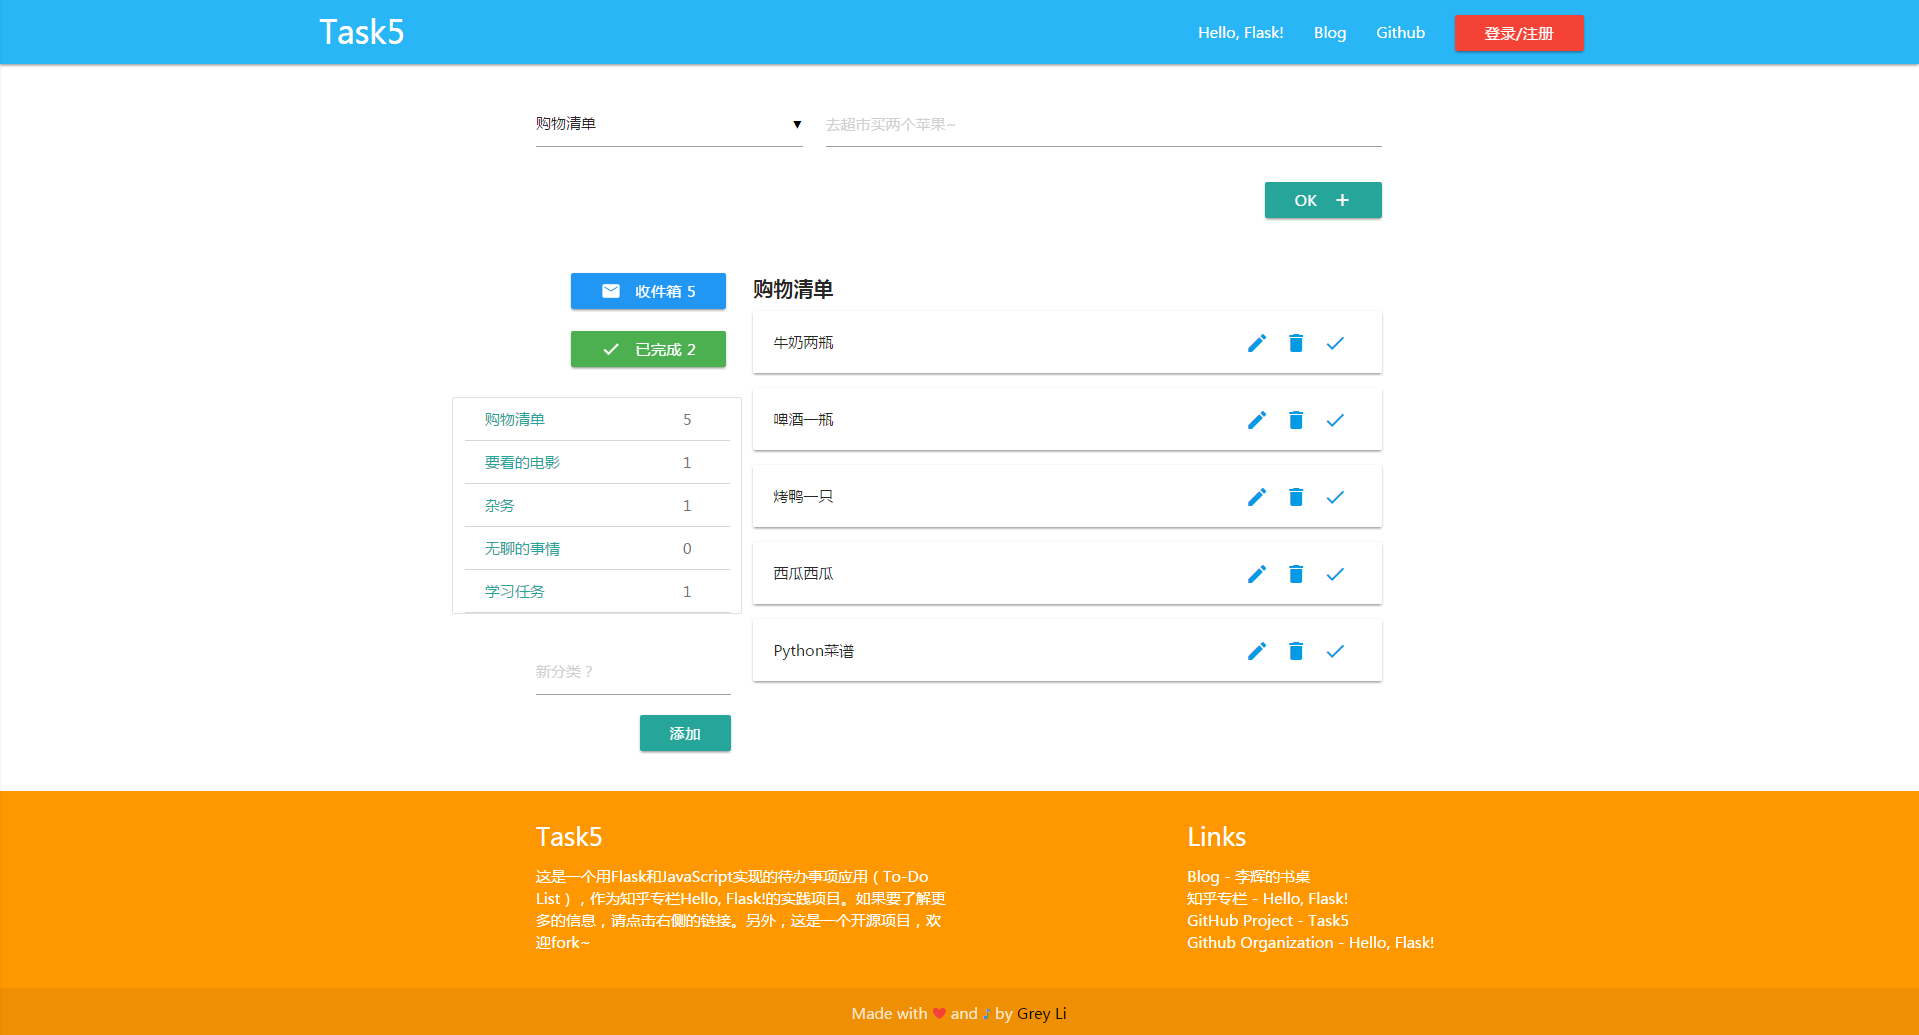 Task5
Hello, Flask!
Blog
Github
登录/注册
购物清单 ▼
去超市买两个苹果~
OK +
收件箱 5
已完成 2
购物清单 5
要看的电影 1
杂务 1
无聊的事情 0
学习任务 1
新分类？
添加
购物清单
牛奶两瓶
啤酒一瓶
烤鸭一只
西瓜西瓜
Python菜谱
Task5
这是一个用Flask和JavaScript实现的待办事项应用（To-Do
List），作为知乎专栏Hello, Flask!的实践项目。如果要了解更
多的信息，请点击右侧的链接。另外，这是一个开源项目，欢
迎fork~
Links
Blog - 李辉的书桌
知乎专栏 - Hello, Flask!
GitHub Project - Task5
Github Organization - Hello, Flask!
Made with ♥ and ♪ by Grey Li